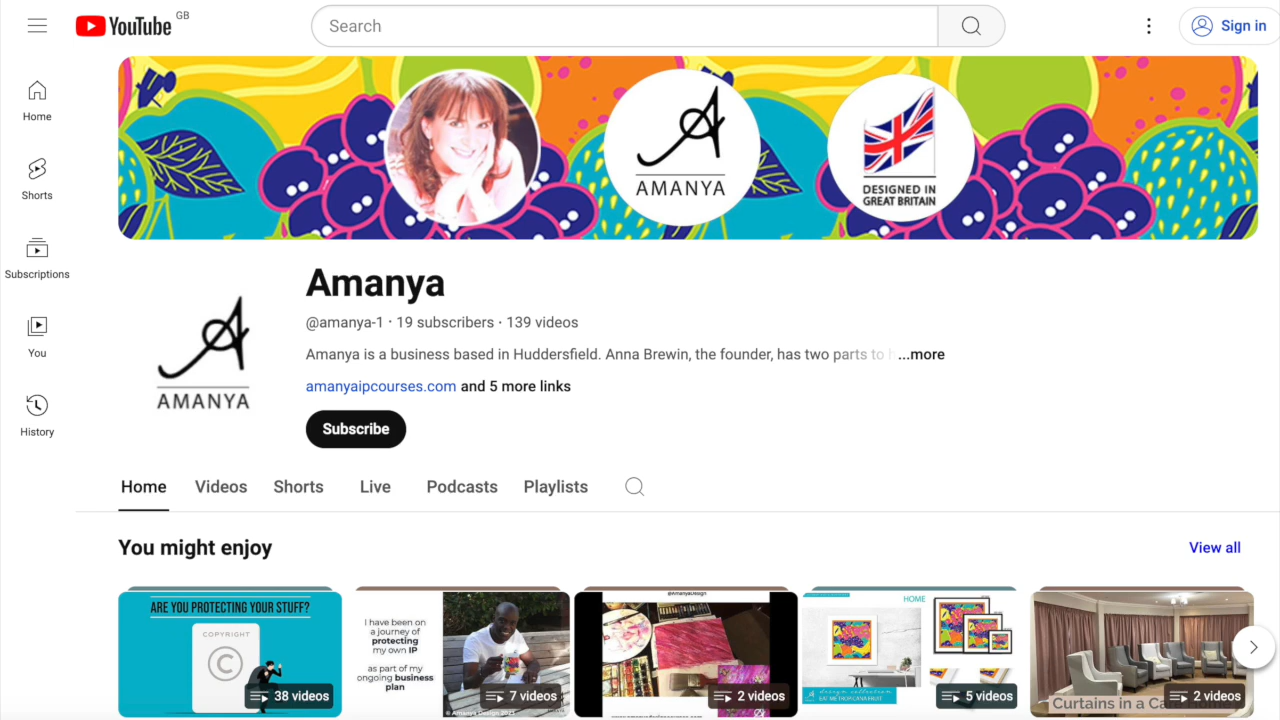 YouTube GB
Search
Sign in
Home
Shorts
Subscriptions
You
History
AMANYA
DESIGNED IN
GREAT BRITAIN
AMANYA
Amanya
@amanya-1 · 19 subscribers · 139 videos
Amanya is a business based in Huddersfield. Anna Brewin, the founder, has two parts to ...more
amanyaipcourses.com and 5 more links
Subscribe
Home Videos Shorts Live Podcasts Playlists
You might enjoy
View all
ARE YOU PROTECTING YOUR STUFF?
COPYRIGHT
©
38 videos
I have been on
a journey of
protecting
my own IP
as part of my
ongoing business
plan
7 videos
@AmanyaDesign
2 videos
HOME
design collection
5 videos
Curtains in a
2 videos